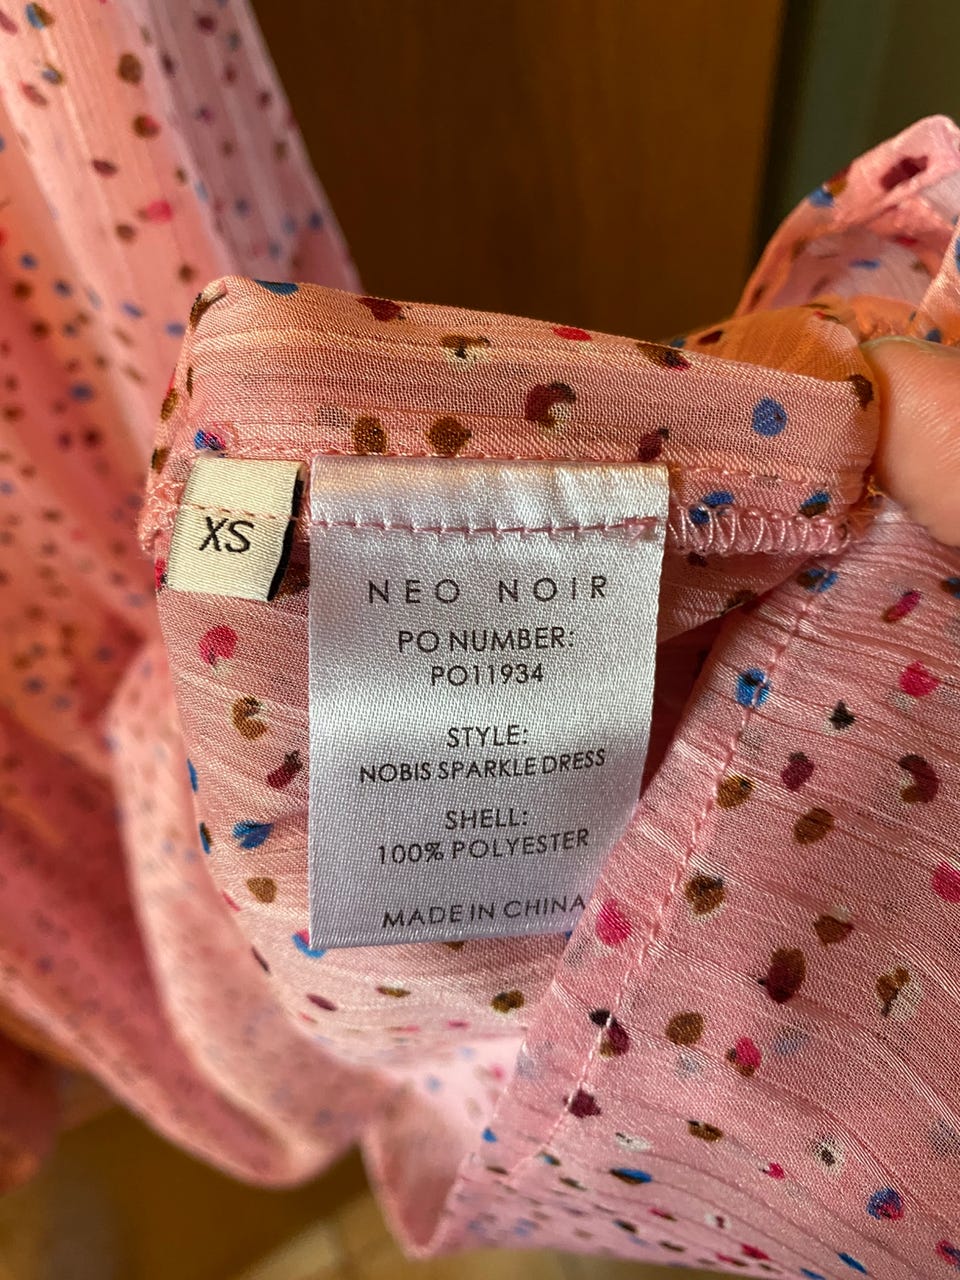 XS
NEO NOIR
PO NUMBER:
PO11934
STYLE:
NOBIS SPARKLE DRESS
SHELL:
100% POLYESTER
MADE IN CHINA